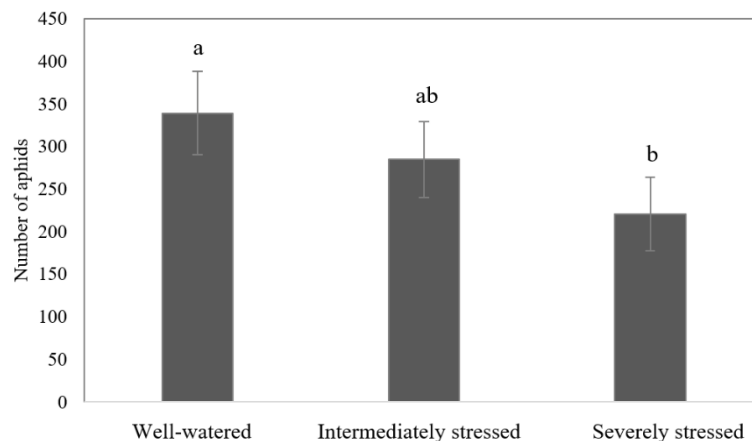 450
400
350
300
250
200
150
100
50
0
Number of aphids
a
ab
b
Well-watered Intermediately stressed Severely stressed